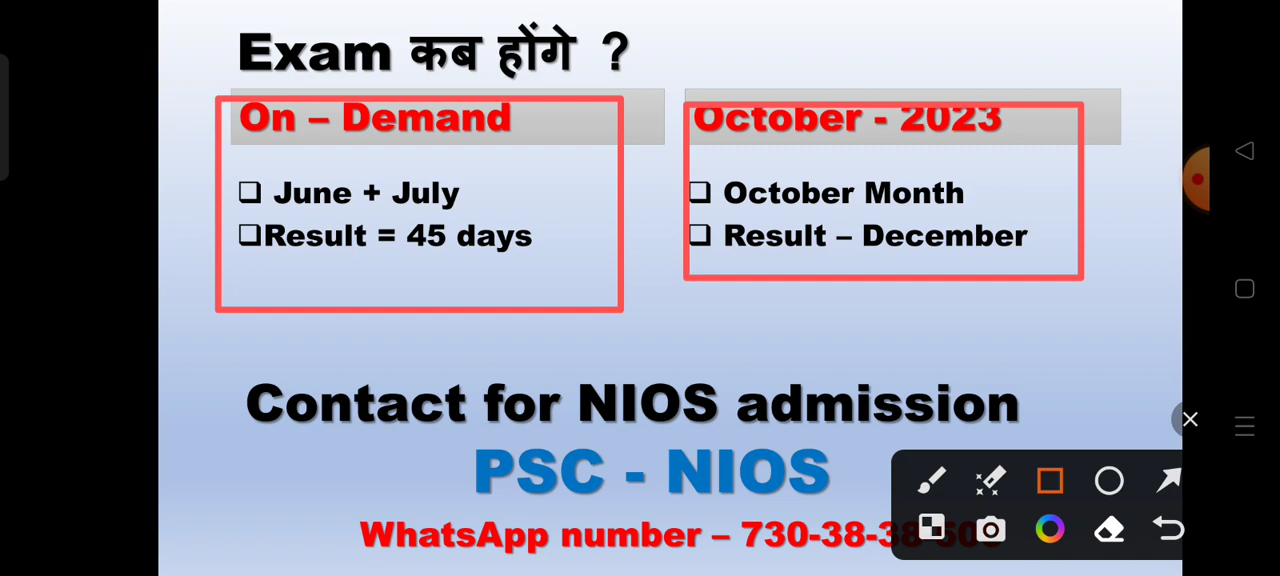 Exam कब होंगे ?
On – Demand
❑ June + July
❑Result = 45 days
October - 2023
❑ October Month
❑ Result – December
Contact for NIOS admission
PSC - NIOS
WhatsApp number – 730-38-38